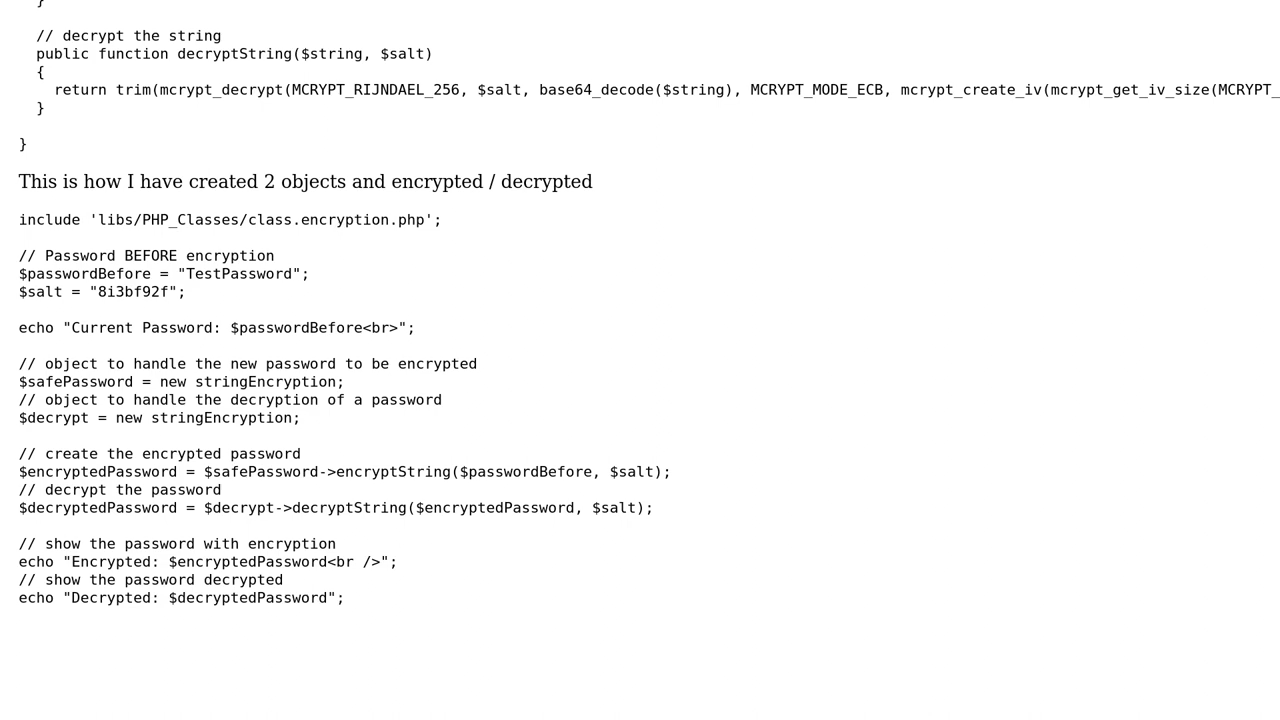 }
// decrypt the string
public function decryptString($string, $salt)
{
return trim(mcrypt_decrypt(MCRYPT_RIJNDAEL_256, $salt, base64_decode($string), MCRYPT_MODE_ECB, mcrypt_create_iv(mcrypt_get_iv_size(MCRYPT_
}
}
This is how I have created 2 objects and encrypted / decrypted
include 'libs/PHP_Classes/class.encryption.php';
// Password BEFORE encryption
$passwordBefore = "TestPassword";
$salt = "8i3bf92f";
echo "Current Password: $passwordBefore<br>";
// object to handle the new password to be encrypted
$safePassword = new stringEncryption;
// object to handle the decryption of a password
$decrypt = new stringEncryption;
// create the encrypted password
$encryptedPassword = $safePassword->encryptString($passwordBefore, $salt);
// decrypt the password
$decryptedPassword = $decrypt->decryptString($encryptedPassword, $salt);
// show the password with encryption
echo "Encrypted: $encryptedPassword<br />";
// show the password decrypted
echo "Decrypted: $decryptedPassword";